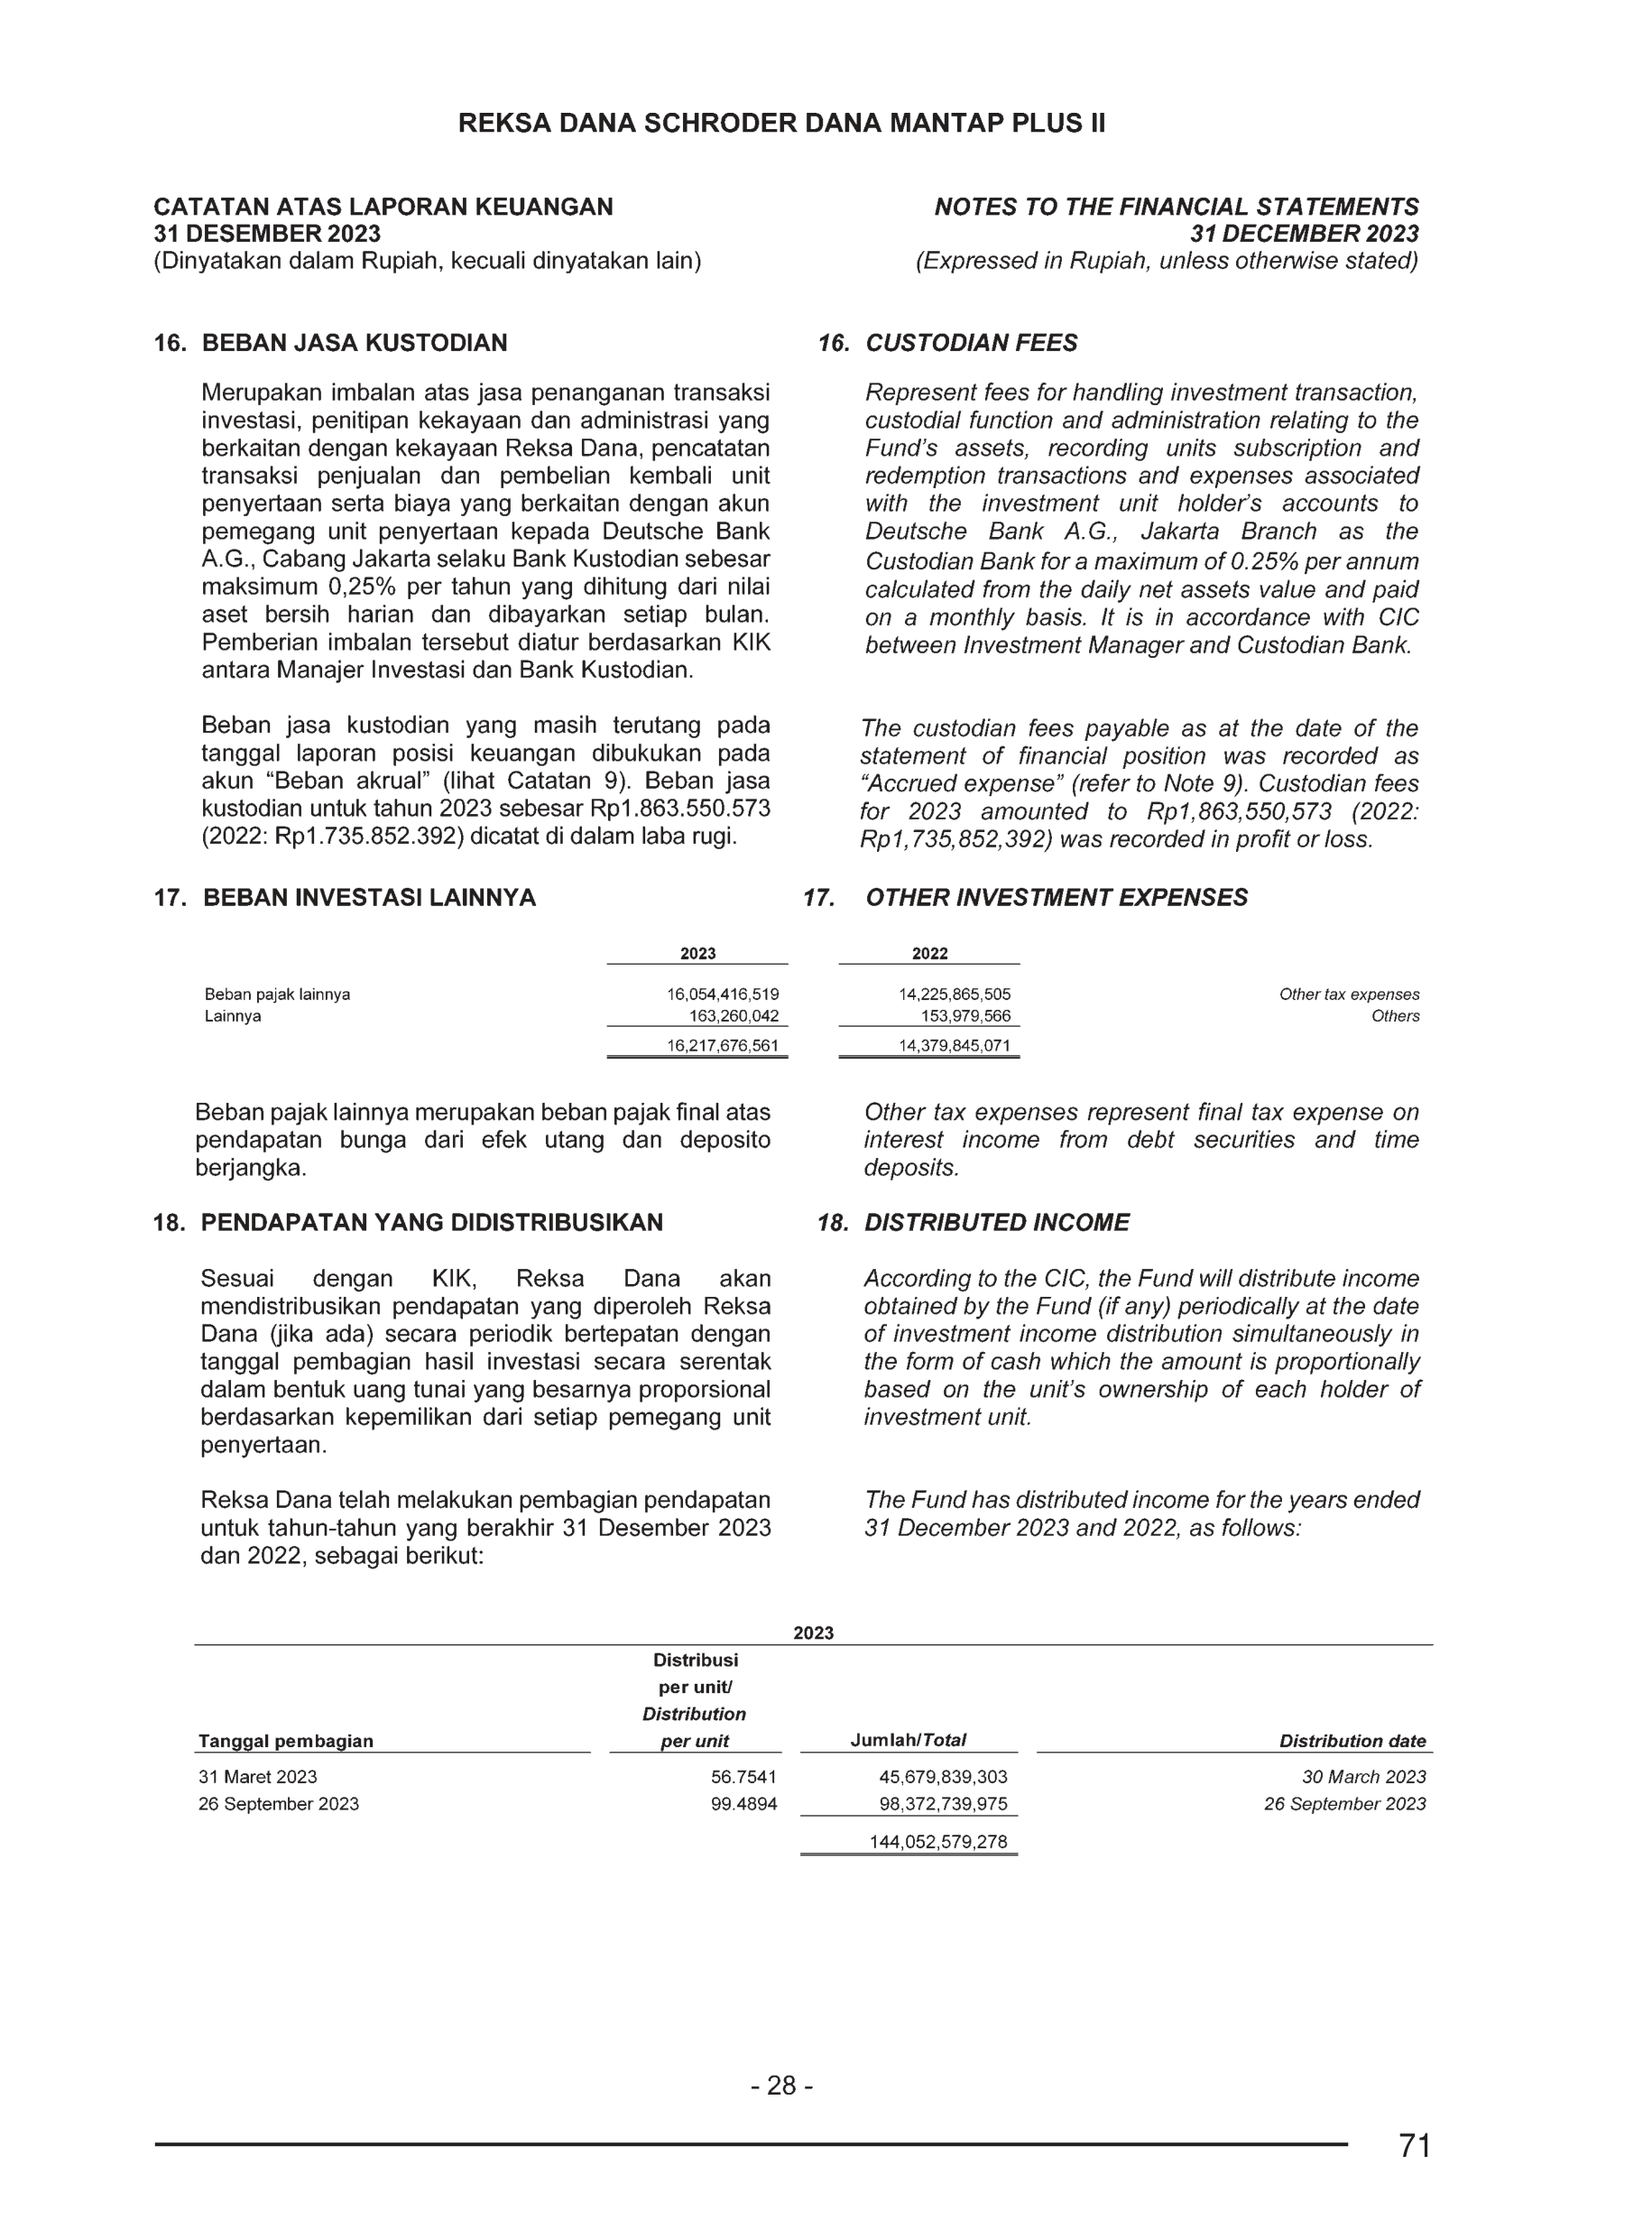 REKSA DANA SCHRODER DANA MANTAP PLUS II
CATATAN ATAS LAPORAN KEUANGAN
31 DESEMBER 2023
(Dinyatakan dalam Rupiah, kecuali dinyatakan lain)
NOTES TO THE FINANCIAL STATEMENTS
31 DECEMBER 2023
(Expressed in Rupiah, unless otherwise stated)
16. BEBAN JASA KUSTODIAN
Merupakan imbalan atas jasa penanganan transaksi
investasi, penitipan kekayaan dan administrasi yang
berkaitan dengan kekayaan Reksa Dana, pencatatan
transaksi penjualan dan pembelian kembali unit
penyertaan serta biaya yang berkaitan dengan akun
pemegang unit penyertaan kepada Deutsche Bank
A.G., Cabang Jakarta selaku Bank Kustodian sebesar
maksimum 0,25% per tahun yang dihitung dari nilai
aset bersih harian dan dibayarkan setiap bulan.
Pemberian imbalan tersebut diatur berdasarkan KIK
antara Manajer Investasi dan Bank Kustodian.
Beban jasa kustodian yang masih terutang pada
tanggal laporan posisi keuangan dibukukan pada
akun “Beban akrual” (lihat Catatan 9). Beban jasa
kustodian untuk tahun 2023 sebesar Rp1.863.550.573
(2022: Rp1.735.852.392) dicatat di dalam laba rugi.
16. CUSTODIAN FEES
Represent fees for handling investment transaction,
custodial function and administration relating to the
Fund’s assets, recording units subscription and
redemption transactions and expenses associated
with the investment unit holder’s accounts to
Deutsche Bank A.G., Jakarta Branch as the
Custodian Bank for a maximum of 0.25% per annum
calculated from the daily net assets value and paid
on a monthly basis. It is in accordance with CIC
between Investment Manager and Custodian Bank.
The custodian fees payable as at the date of the
statement of financial position was recorded as
“Accrued expense” (refer to Note 9). Custodian fees
for 2023 amounted to Rp1,863,550,573 (2022:
Rp1,735,852,392) was recorded in profit or loss.
17. BEBAN INVESTASI LAINNYA
17. OTHER INVESTMENT EXPENSES
2023 2022
Beban pajak lainnya 16,054,416,519 14,225,865,505 Other tax expenses
Lainnya 163,260,042 153,979,566 Others
16,217,676,561 14,379,845,071
Beban pajak lainnya merupakan beban pajak final atas
pendapatan bunga dari efek utang dan deposito
berjangka.
Other tax expenses represent final tax expense on
interest income from debt securities and time
deposits.
18. PENDAPATAN YANG DIDISTRIBUSIKAN
Sesuai dengan KIK, Reksa Dana akan
mendistribusikan pendapatan yang diperoleh Reksa
Dana (jika ada) secara periodik bertepatan dengan
tanggal pembagian hasil investasi secara serentak
dalam bentuk uang tunai yang besarnya proporsional
berdasarkan kepemilikan dari setiap pemegang unit
penyertaan.
Reksa Dana telah melakukan pembagian pendapatan
untuk tahun-tahun yang berakhir 31 Desember 2023
dan 2022, sebagai berikut:
18. DISTRIBUTED INCOME
According to the CIC, the Fund will distribute income
obtained by the Fund (if any) periodically at the date
of investment income distribution simultaneously in
the form of cash which the amount is proportionally
based on the unit’s ownership of each holder of
investment unit.
The Fund has distributed income for the years ended
31 December 2023 and 2022, as follows:
2023
Distribusi
per unit/
Distribution
Tanggal pembagian per unit Jumlah/Total Distribution date
31 Maret 2023 56.7541 45,679,839,303 30 March 2023
26 September 2023 99.4894 98,372,739,975 26 September 2023
144,052,579,278
- 28 -
71